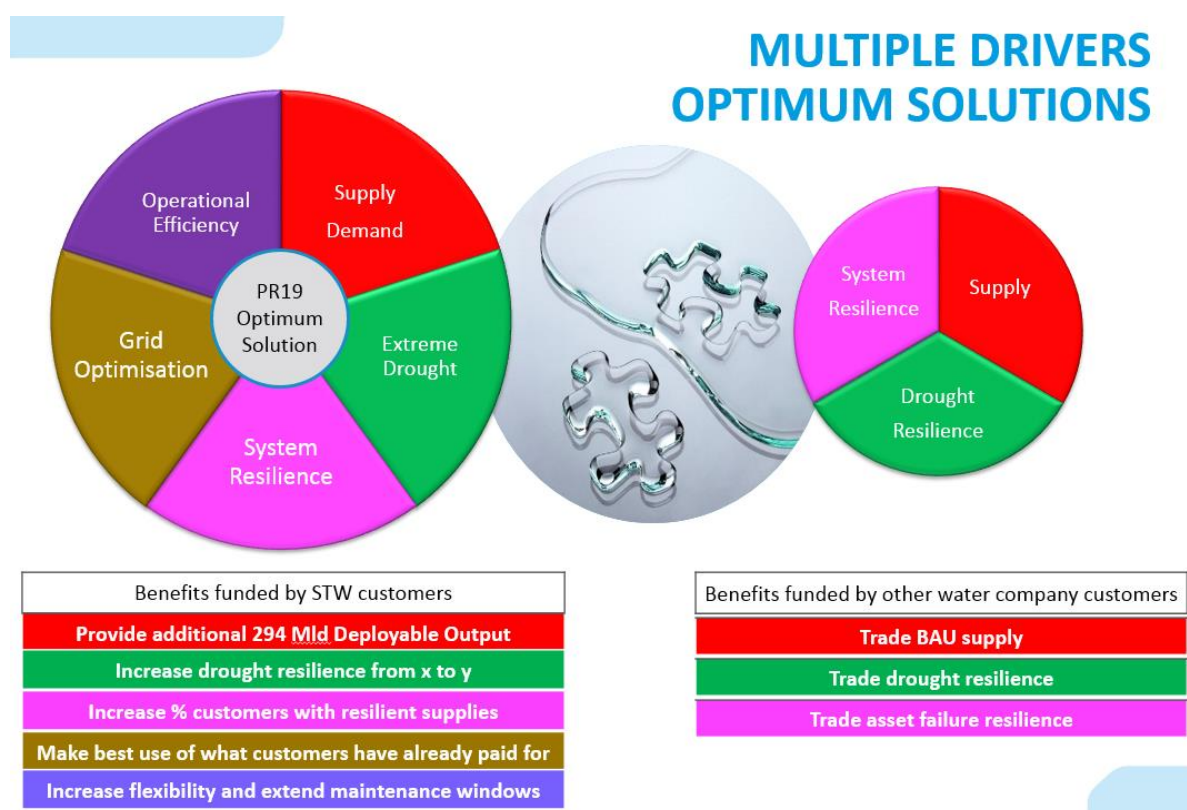 MULTIPLE DRIVERS
OPTIMUM SOLUTIONS
Operational
Efficiency
Supply
Demand
PR19
Optimum
Solution
Grid
Optimisation
Extreme
Drought
System
Resilience
System
Resilience
Supply
Drought
Resilience
Benefits funded by STW customers
Provide additional 294 Mld Deployable Output
Increase drought resilience from x to y
Increase % customers with resilient supplies
Make best use of what customers have already paid for
Increase flexibility and extend maintenance windows
Benefits funded by other water company customers
Trade BAU supply
Trade drought resilience
Trade asset failure resilience